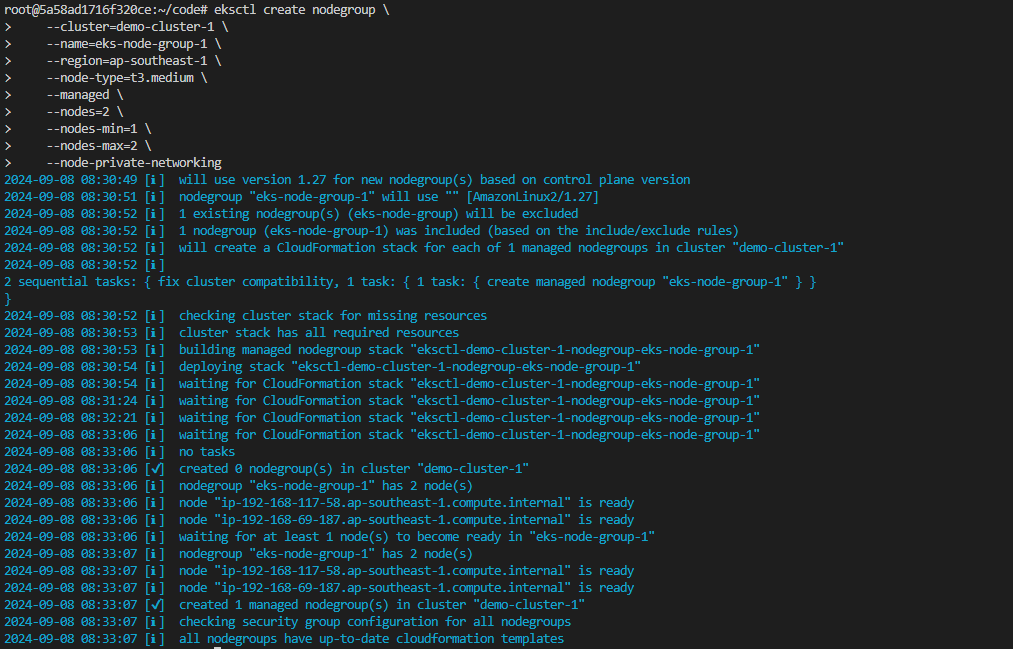 root@5a58ad1716f320ce:~/code# eksctl create nodegroup \
>     --cluster=demo-cluster-1 \
>     --name=eks-node-group-1 \
>     --region=ap-southeast-1 \
>     --node-type=t3.medium \
>     --managed \
>     --nodes=2 \
>     --nodes-min=1 \
>     --nodes-max=2 \
>     --node-private-networking
2024-09-08 08:30:49 [ℹ]  will use version 1.27 for new nodegroup(s) based on control plane version
2024-09-08 08:30:51 [ℹ]  nodegroup "eks-node-group-1" will use "" [AmazonLinux2/1.27]
2024-09-08 08:30:52 [ℹ]  1 existing nodegroup(s) (eks-node-group) will be excluded
2024-09-08 08:30:52 [ℹ]  1 nodegroup (eks-node-group-1) was included (based on the include/exclude rules)
2024-09-08 08:30:52 [ℹ]  will create a CloudFormation stack for each of 1 managed nodegroups in cluster "demo-cluster-1"
2024-09-08 08:30:52 [ℹ]
2 sequential tasks: { fix cluster compatibility, 1 task: { 1 task: { create managed nodegroup "eks-node-group-1" } }
}
2024-09-08 08:30:52 [ℹ]  checking cluster stack for missing resources
2024-09-08 08:30:53 [ℹ]  cluster stack has all required resources
2024-09-08 08:30:53 [ℹ]  building managed nodegroup stack "eksctl-demo-cluster-1-nodegroup-eks-node-group-1"
2024-09-08 08:30:54 [ℹ]  deploying stack "eksctl-demo-cluster-1-nodegroup-eks-node-group-1"
2024-09-08 08:30:54 [ℹ]  waiting for CloudFormation stack "eksctl-demo-cluster-1-nodegroup-eks-node-group-1"
2024-09-08 08:31:24 [ℹ]  waiting for CloudFormation stack "eksctl-demo-cluster-1-nodegroup-eks-node-group-1"
2024-09-08 08:32:21 [ℹ]  waiting for CloudFormation stack "eksctl-demo-cluster-1-nodegroup-eks-node-group-1"
2024-09-08 08:33:06 [ℹ]  waiting for CloudFormation stack "eksctl-demo-cluster-1-nodegroup-eks-node-group-1"
2024-09-08 08:33:06 [ℹ]  no tasks
2024-09-08 08:33:06 [✔]  created 0 nodegroup(s) in cluster "demo-cluster-1"
2024-09-08 08:33:06 [ℹ]  nodegroup "eks-node-group-1" has 2 node(s)
2024-09-08 08:33:06 [ℹ]  node "ip-192-168-117-58.ap-southeast-1.compute.internal" is ready
2024-09-08 08:33:06 [ℹ]  node "ip-192-168-69-187.ap-southeast-1.compute.internal" is ready
2024-09-08 08:33:06 [ℹ]  waiting for at least 1 node(s) to become ready in "eks-node-group-1"
2024-09-08 08:33:07 [ℹ]  nodegroup "eks-node-group-1" has 2 node(s)
2024-09-08 08:33:07 [ℹ]  node "ip-192-168-117-58.ap-southeast-1.compute.internal" is ready
2024-09-08 08:33:07 [ℹ]  node "ip-192-168-69-187.ap-southeast-1.compute.internal" is ready
2024-09-08 08:33:07 [✔]  created 1 managed nodegroup(s) in cluster "demo-cluster-1"
2024-09-08 08:33:07 [ℹ]  checking security group configuration for all nodegroups
2024-09-08 08:33:07 [ℹ]  all nodegroups have up-to-date cloudformation templates